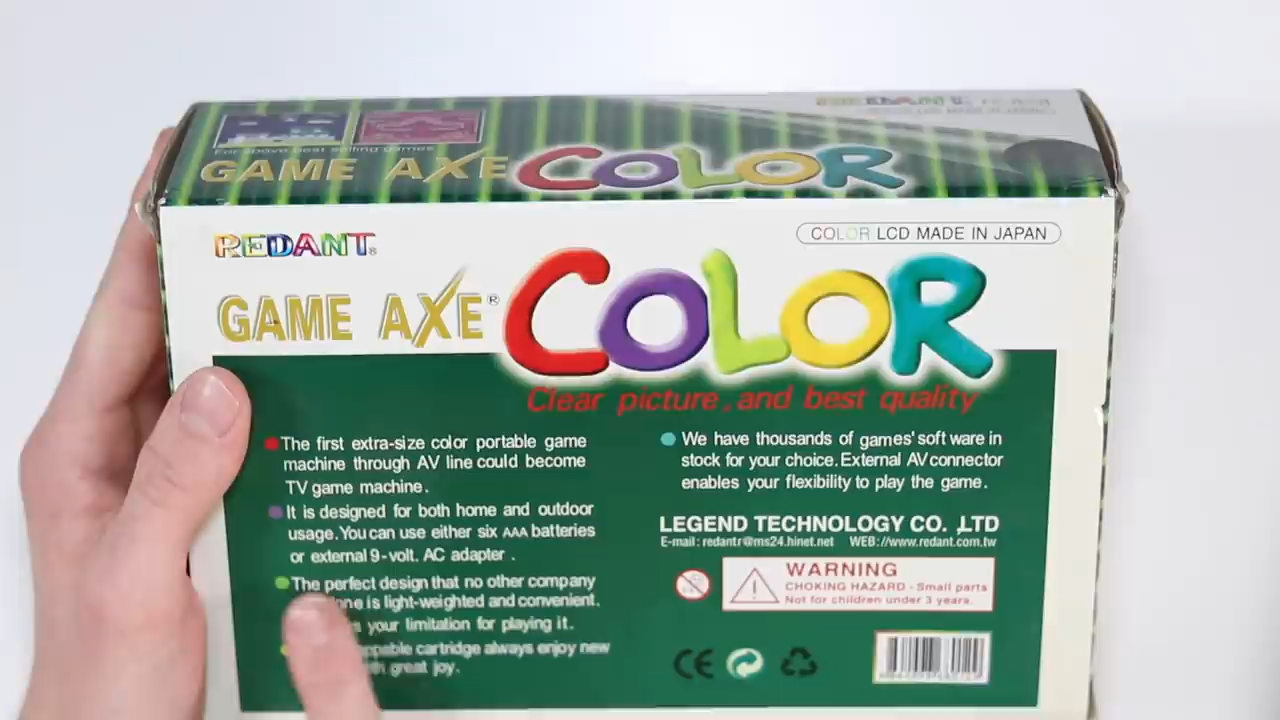 REDANT
For above best selling games
GAME AXE COLOR
REDANT®
COLOR LCD MADE IN JAPAN
GAME AXE® COLOR
Clear picture, and best quality
The first extra-size color portable game
machine through AV line could become
TV game machine.
It is designed for both home and outdoor
usage. You can use either six AAA batteries
or external 9-volt. AC adapter .
The perfect design that no other company
is light-weighted and convenient.
your limitation for playing it.
cartridge always enjoy new
great joy.
We have thousands of games' soft ware in
stock for your choice. External AV connector
enables your flexibility to play the game.
LEGEND TECHNOLOGY CO. ,LTD
E-mail: redantr@ms24.hinet.net WEB://www.redant.com.tw
WARNING
CHOKING HAZARD - Small parts
Not for children under 3 years.
CE